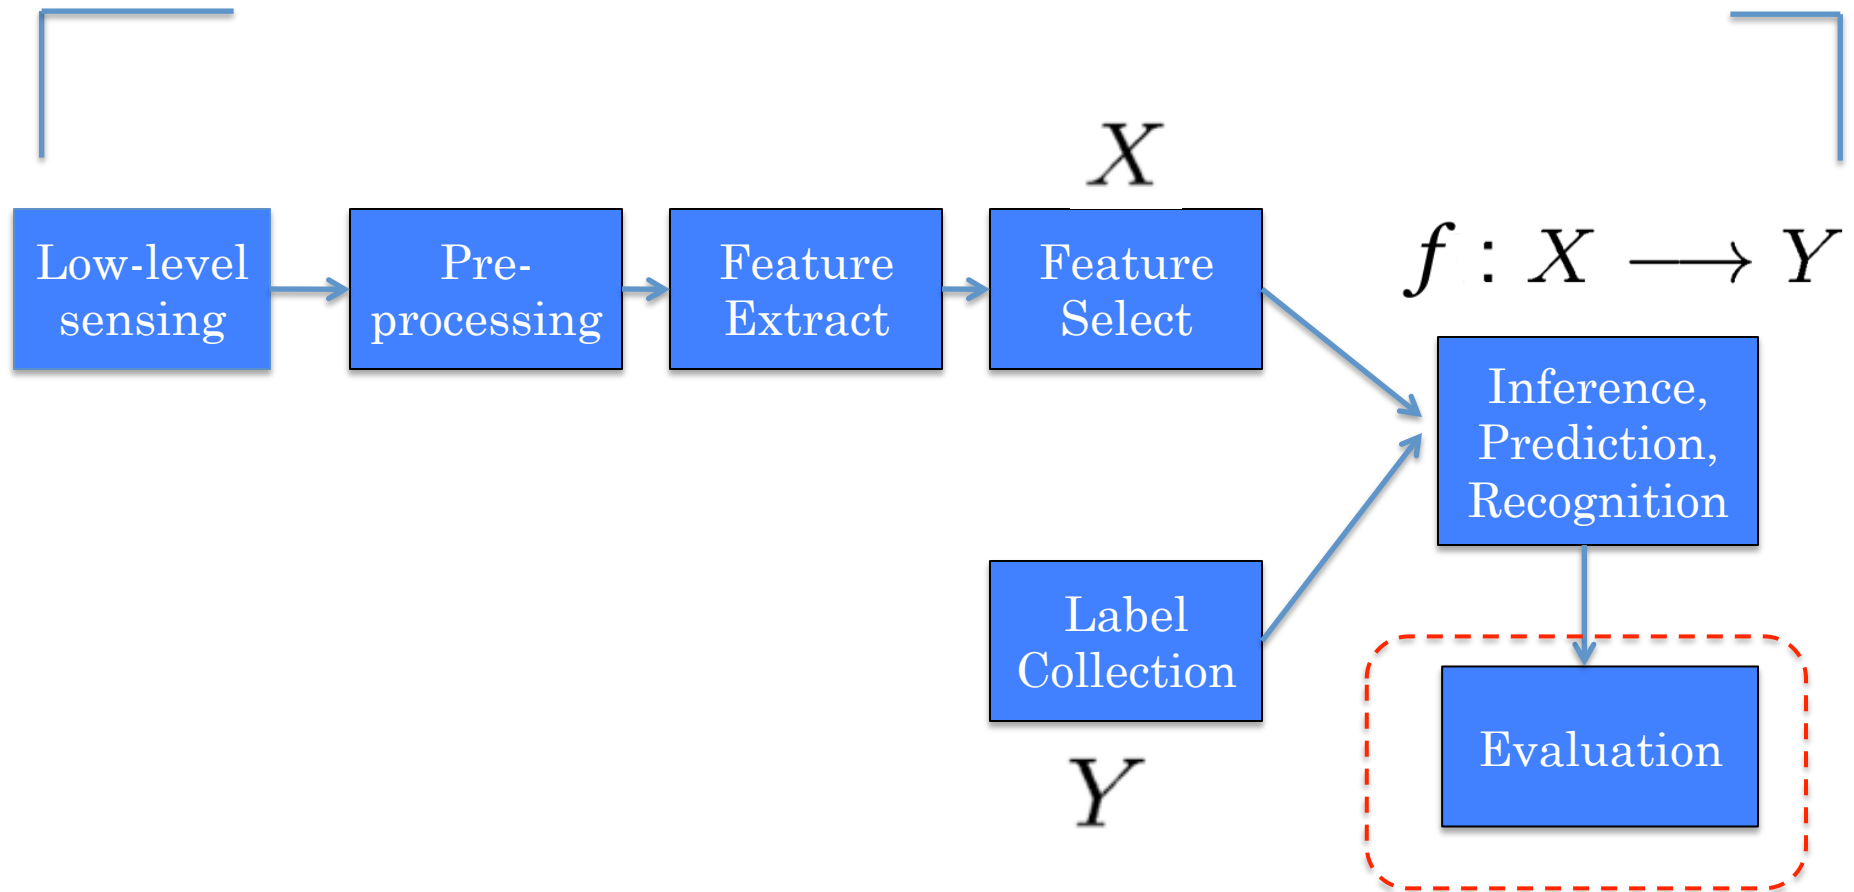 X
Low-level
sensing
Pre-
processing
Feature
Extract
Feature
Select
f : X ⟶ Y
Inference,
Prediction,
Recognition
Label
Collection
Y
Evaluation